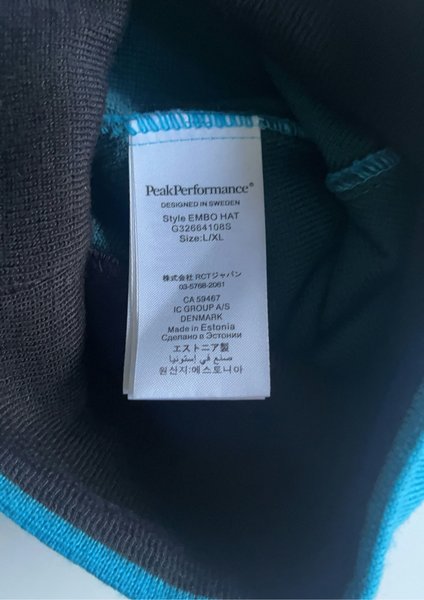 PeakPerformance®
DESIGNED IN SWEDEN
Style EMBO HAT
G32664108S
Size:L/XL
株式会社 RCTジャパン
03-5768-2061
CA 59467
IC GROUP A/S
DENMARK
Made in Estonia
Сделано в Эстонии
エストニア製
صنع في إستونيا
원산지:에스토니아